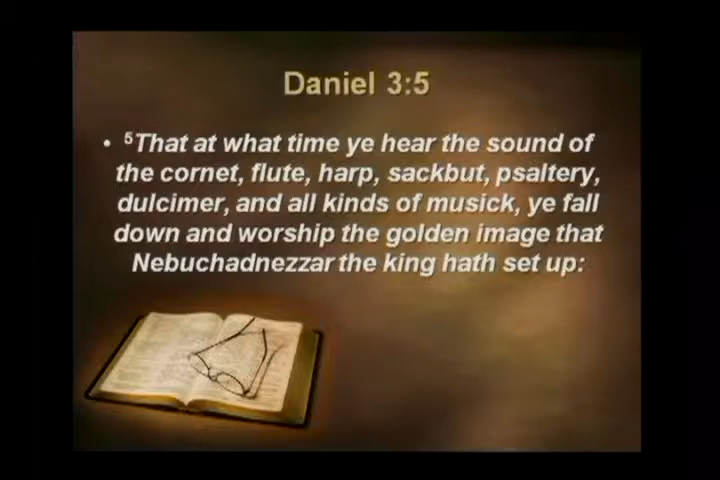 Daniel 3:5
• ⁵That at what time ye hear the sound of
the cornet, flute, harp, sackbut, psaltery,
dulcimer, and all kinds of musick, ye fall
down and worship the golden image that
Nebuchadnezzar the king hath set up: